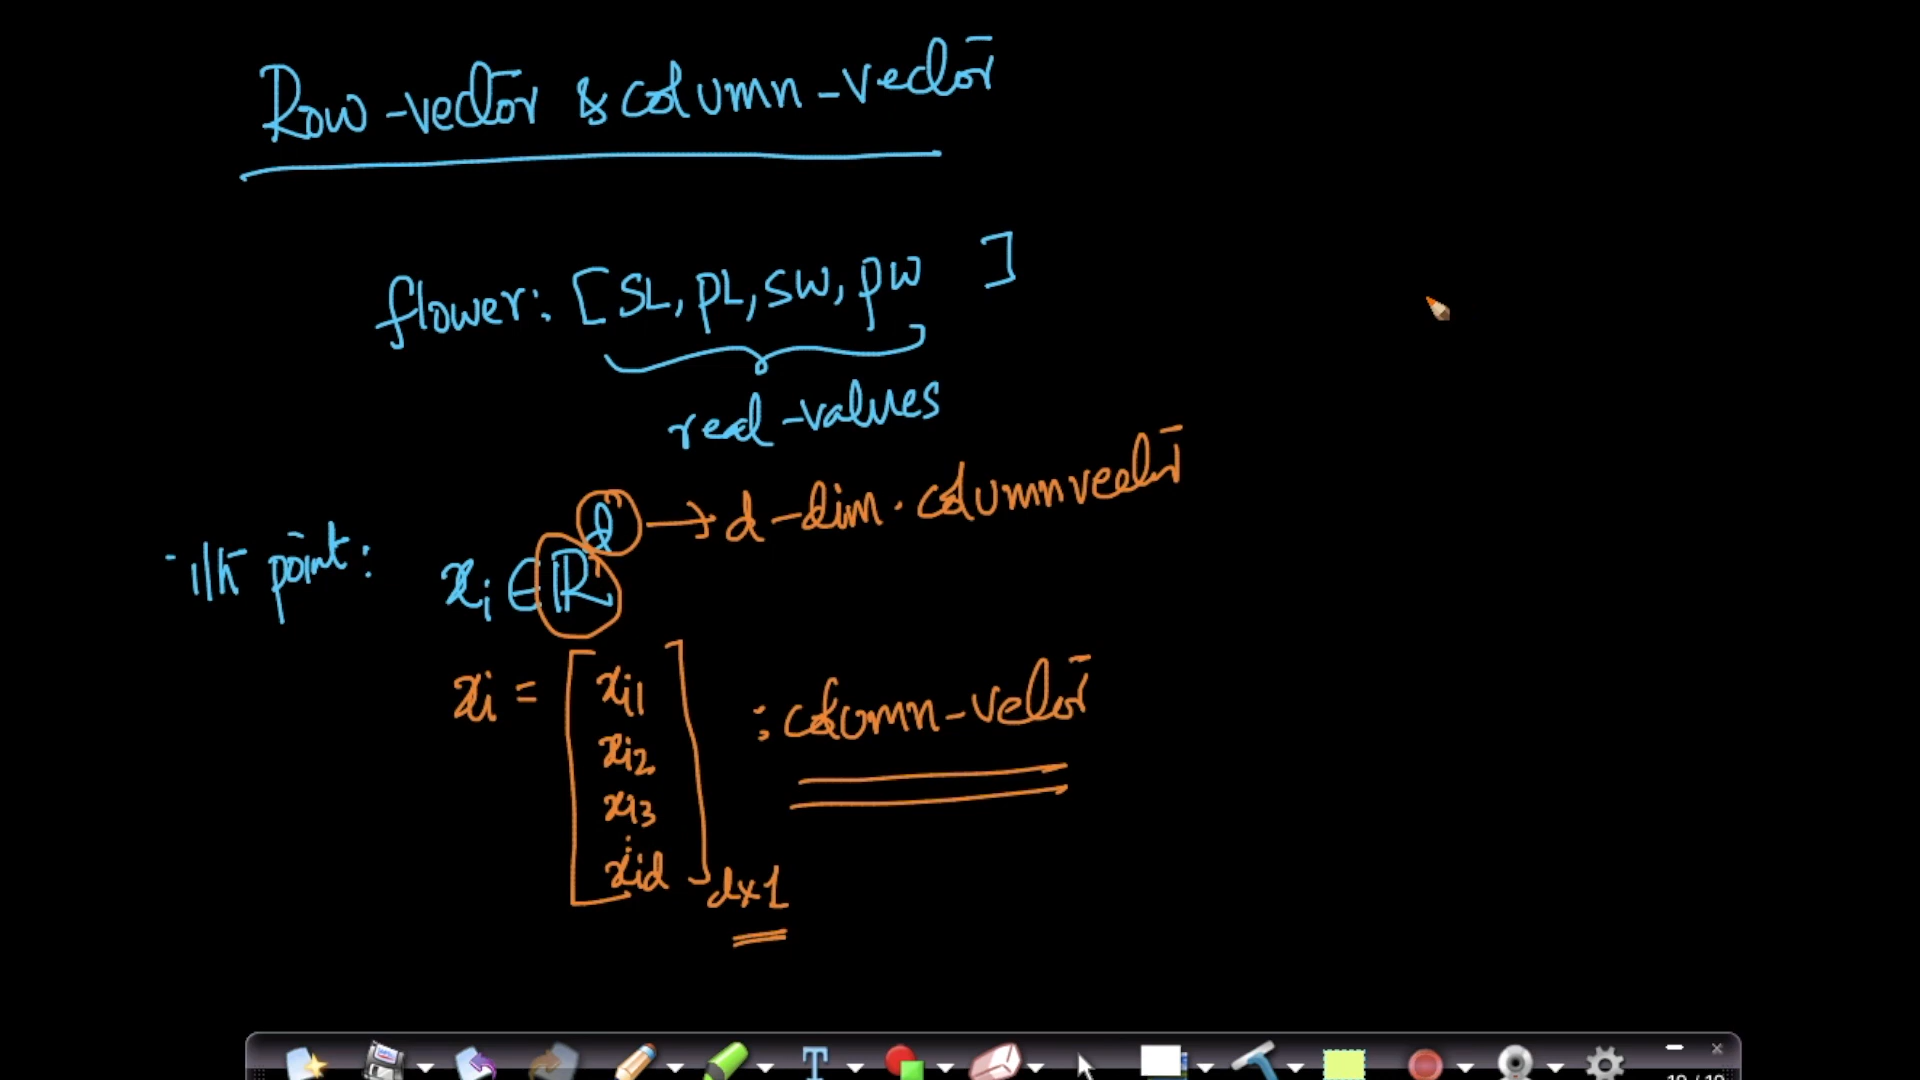 Row-vector & column-vector
flower: [SL, PL, SW, PW ]
real-values
ith point: xi ∈ ℝ^d → d-dim. column vector
xi = [xi1
xi2
xi3
⋮
xid] d×1 : column-vector
T